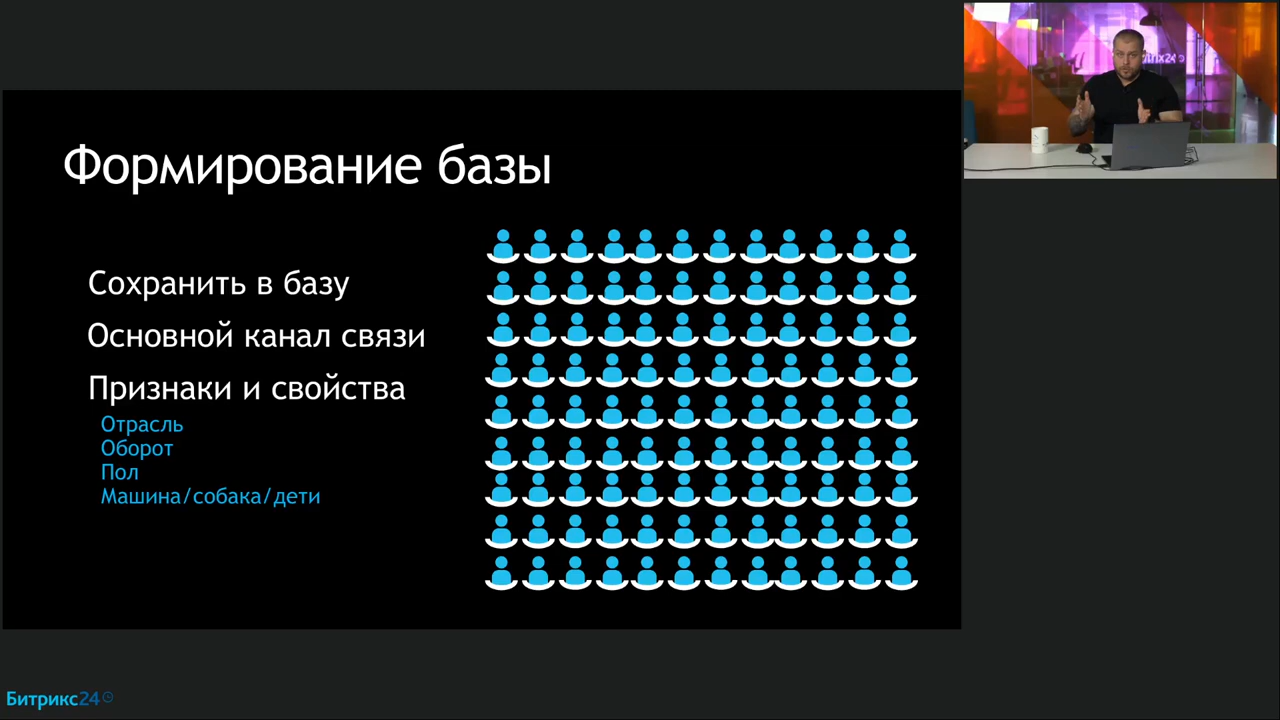 Формирование базы
Сохранить в базу
Основной канал связи
Признаки и свойства
Отрасль
Оборот
Пол
Машина/собака/дети
Битрикс24